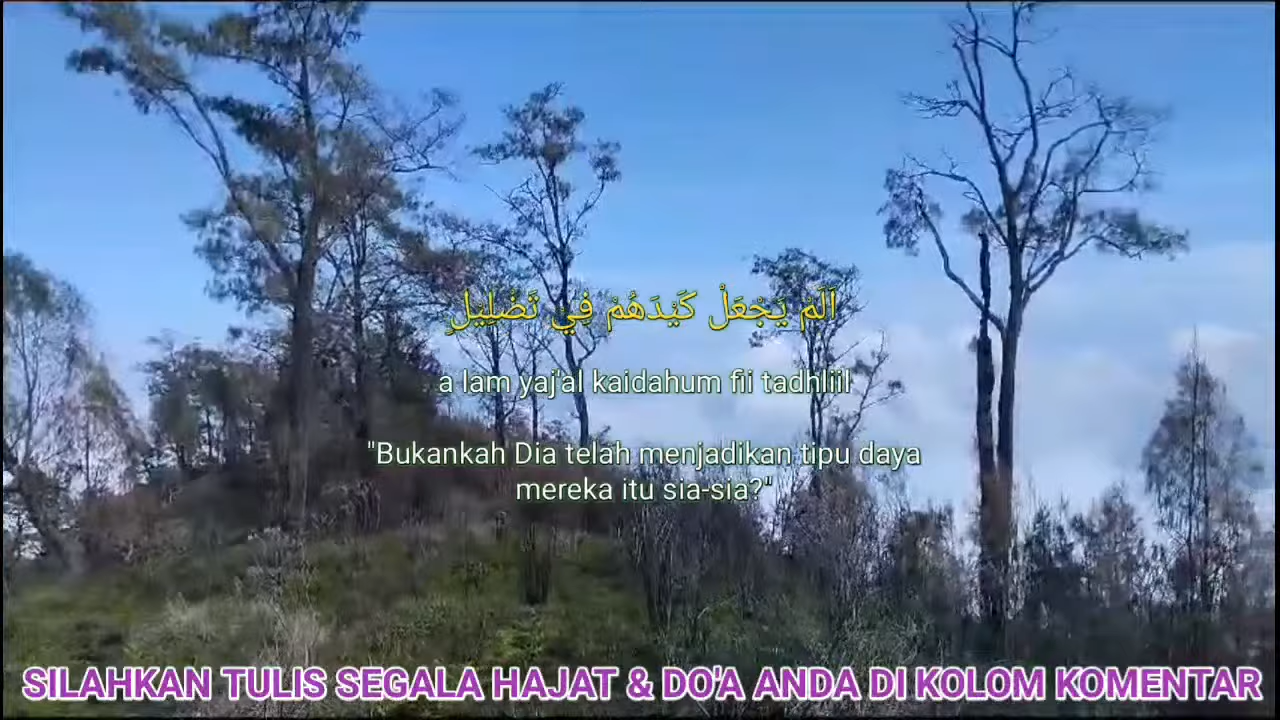 اَلَمْ يَجْعَلْ كَيْدَهُمْ فِيْ تَضْلِيْلٍ
a lam yaj'al kaidahum fii tadhliil
"Bukankah Dia telah menjadikan tipu daya
mereka itu sia-sia?"
SILAHKAN TULIS SEGALA HAJAT & DO'A ANDA DI KOLOM KOMENTAR